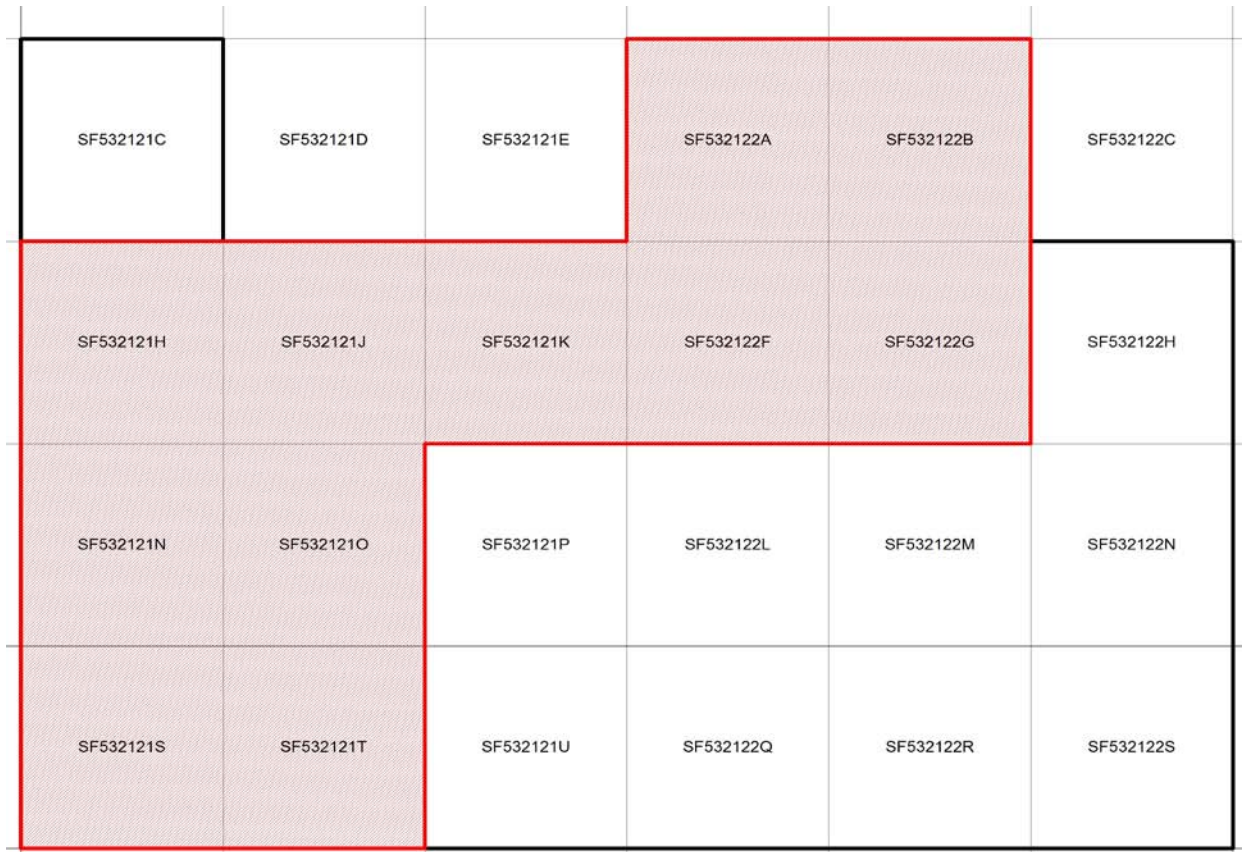 SF532121C SF532121D SF532121E SF532122A SF532122B SF532122C
SF532121H SF532121J SF532121K SF532122F SF532122G SF532122H
SF532121N SF532121O SF532121P SF532122L SF532122M SF532122N
SF532121S SF532121T SF532121U SF532122Q SF532122R SF532122S